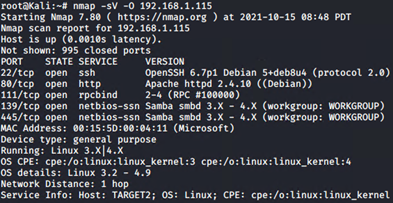 root@Kali:~# nmap -sV -O 192.168.1.115
Starting Nmap 7.80 ( https://nmap.org ) at 2021-10-15 08:48 PDT
Nmap scan report for 192.168.1.115
Host is up (0.0010s latency).
Not shown: 995 closed ports
PORT    STATE SERVICE     VERSION
22/tcp  open  ssh         OpenSSH 6.7p1 Debian 5+deb8u4 (protocol 2.0)
80/tcp  open  http        Apache httpd 2.4.10 ((Debian))
111/tcp open  rpcbind     2-4 (RPC #100000)
139/tcp open  netbios-ssn Samba smbd 3.X - 4.X (workgroup: WORKGROUP)
445/tcp open  netbios-ssn Samba smbd 3.X - 4.X (workgroup: WORKGROUP)
MAC Address: 00:15:5D:00:04:11 (Microsoft)
Device type: general purpose
Running: Linux 3.X|4.X
OS CPE: cpe:/o:linux:linux_kernel:3 cpe:/o:linux:linux_kernel:4
OS details: Linux 3.2 - 4.9
Network Distance: 1 hop
Service Info: Host: TARGET2; OS: Linux; CPE: cpe:/o:linux:linux_kernel